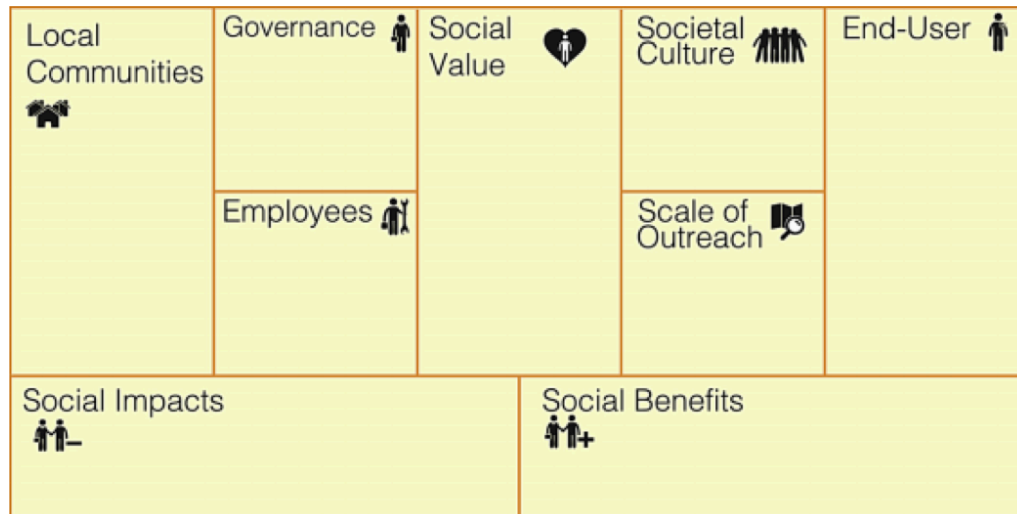 Local
Communities
Governance
Employees
Social
Value
Societal
Culture
Scale of
Outreach
End-User
Social Impacts
Social Benefits